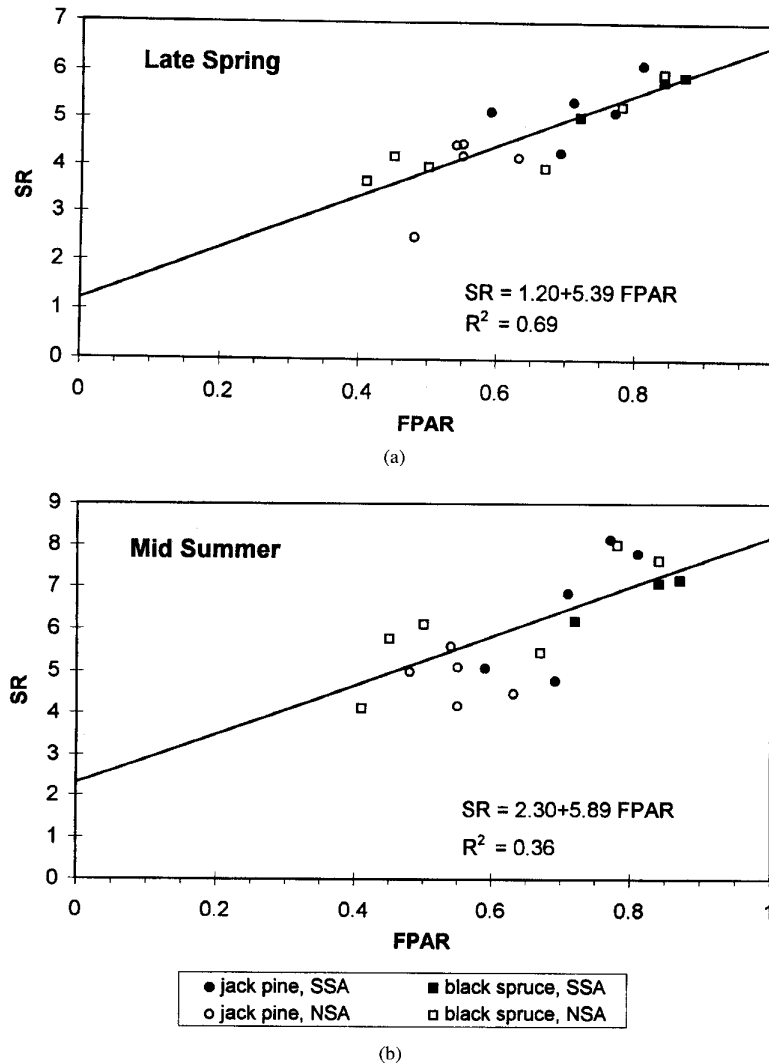 7
6
5
4
3
2
1
0
SR
Late Spring
SR = 1.20+5.39 FPAR
R² = 0.69
0 0.2 0.4 0.6 0.8
FPAR
(a)
9
8
7
6
5
4
3
2
1
0
SR
Mid Summer
SR = 2.30+5.89 FPAR
R² = 0.36
0 0.2 0.4 0.6 0.8 1
FPAR
jack pine, SSA black spruce, SSA
jack pine, NSA black spruce, NSA
(b)